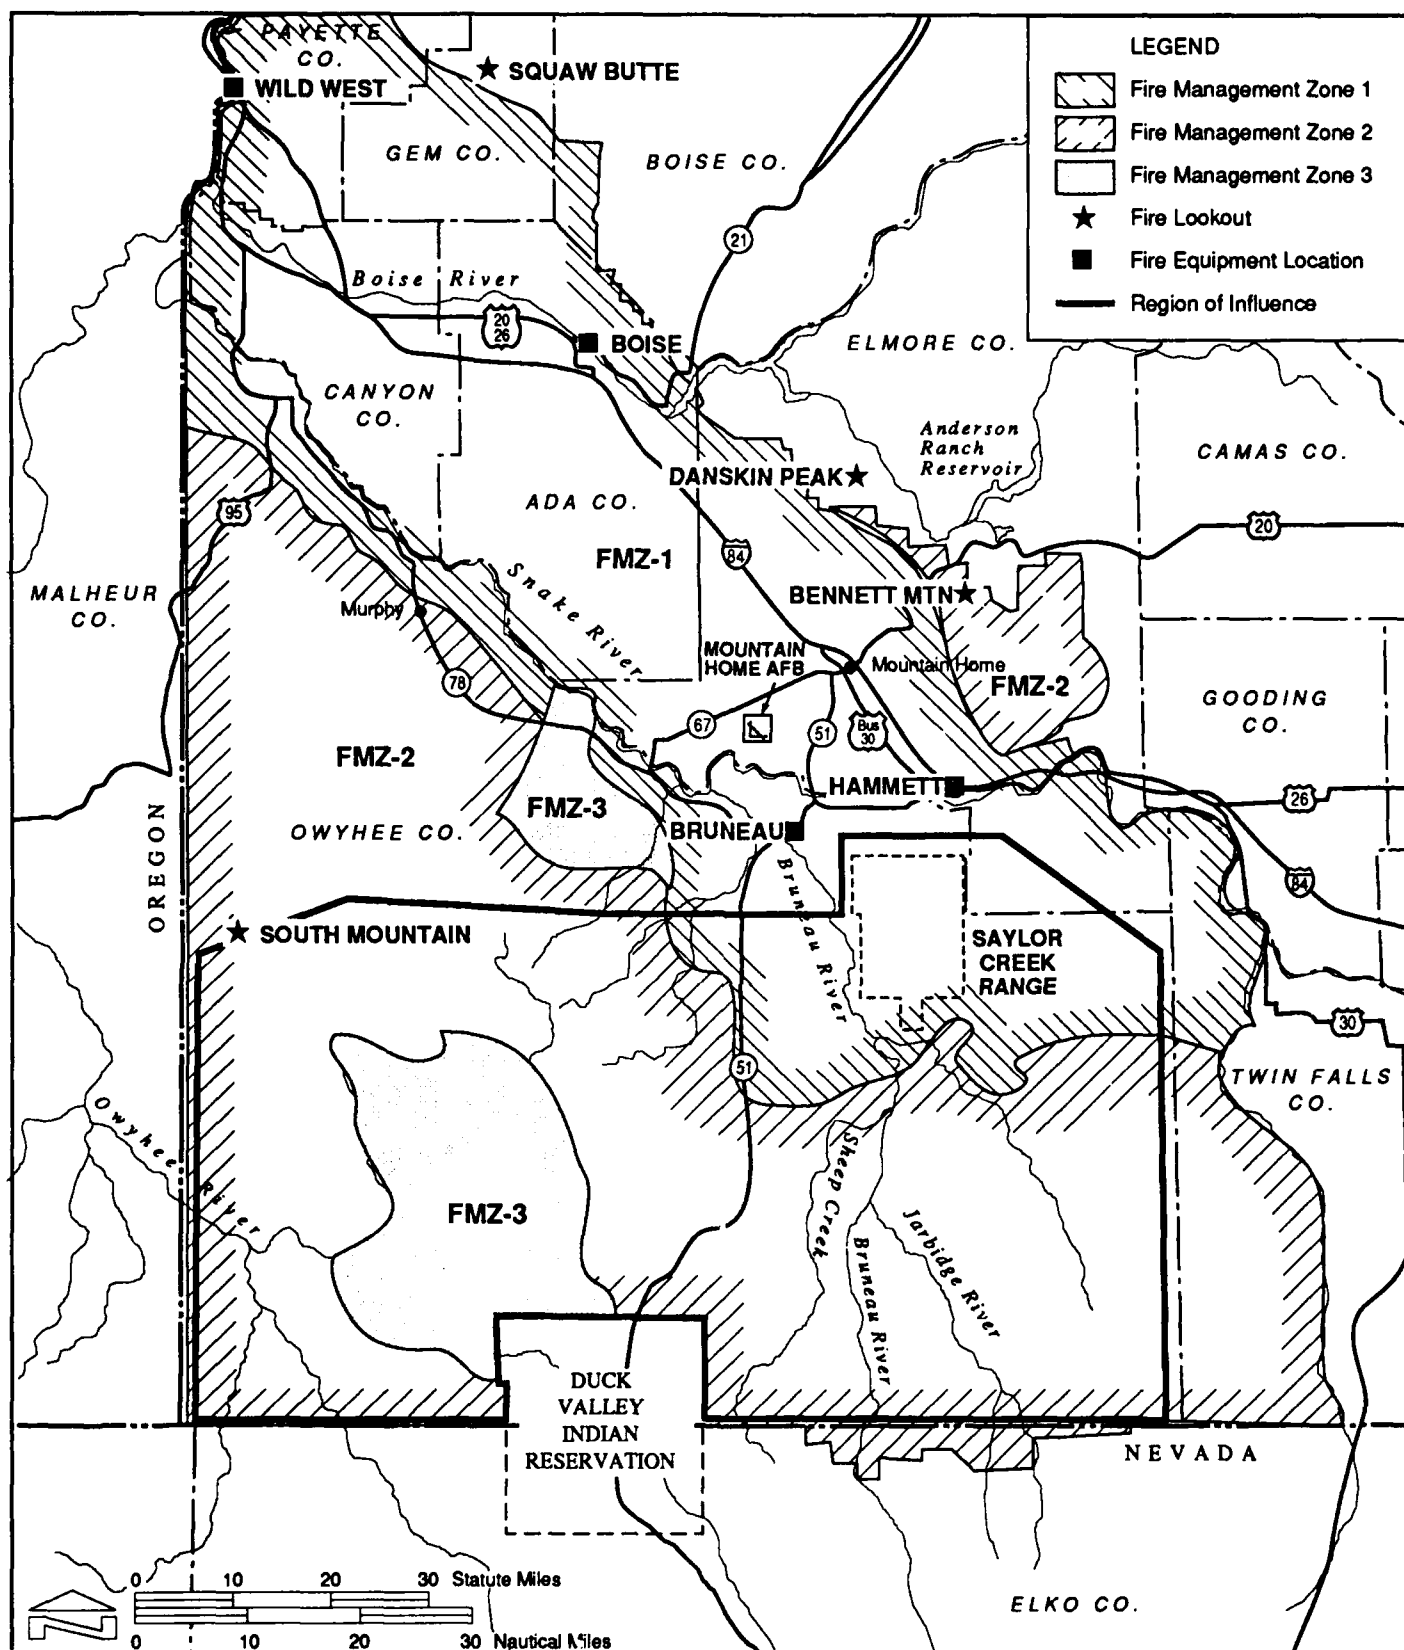 PAYETTE
CO.
SQUAW BUTTE
WILD WEST
GEM CO.
BOISE CO.
LEGEND
Fire Management Zone 1
Fire Management Zone 2
Fire Management Zone 3
Fire Lookout
Fire Equipment Location
Region of Influence
21
Boise River
20
26
BOISE
ELMORE CO.
CANYON
CO.
Anderson
Ranch
Reservoir
CAMAS CO.
DANSKIN PEAK
ADA CO.
95
20
84
FMZ-1
Snake River
MALHEUR
CO.
Murphy
BENNETT MTN
MOUNTAIN
HOME AFB
Mountain Home
FMZ-2
78
GOODING
CO.
67
51
Bus
30
FMZ-2
HAMMETT
26
FMZ-3
OWYHEE CO.
BRUNEAU
OREGON
84
Bruneau River
SOUTH MOUNTAIN
SAYLOR
CREEK
RANGE
30
51
TWIN FALLS
CO.
Owyhee River
Sheep Creek
FMZ-3
Jarbidge River
Bruneau River
DUCK
VALLEY
INDIAN
RESERVATION
NEVADA
ELKO CO.
0 10 20 30 Statute Miles
N
0 10 20 30 Nautical Miles